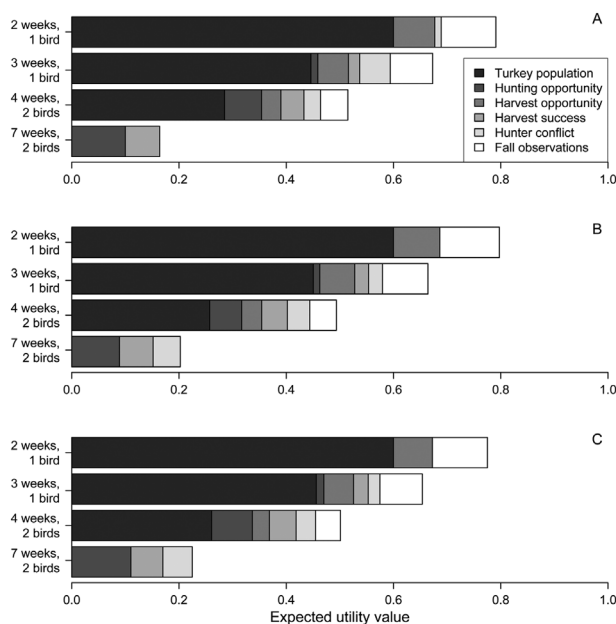 A
2 weeks,
1 bird
3 weeks,
1 bird
4 weeks,
2 birds
7 weeks,
2 birds
Turkey population
Hunting opportunity
Harvest opportunity
Harvest success
Hunter conflict
Fall observations
0.0 0.2 0.4 0.6 0.8 1.0
B
2 weeks,
1 bird
3 weeks,
1 bird
4 weeks,
2 birds
7 weeks,
2 birds
0.0 0.2 0.4 0.6 0.8 1.0
C
2 weeks,
1 bird
3 weeks,
1 bird
4 weeks,
2 birds
7 weeks,
2 birds
0.0 0.2 0.4 0.6 0.8 1.0
Expected utility value